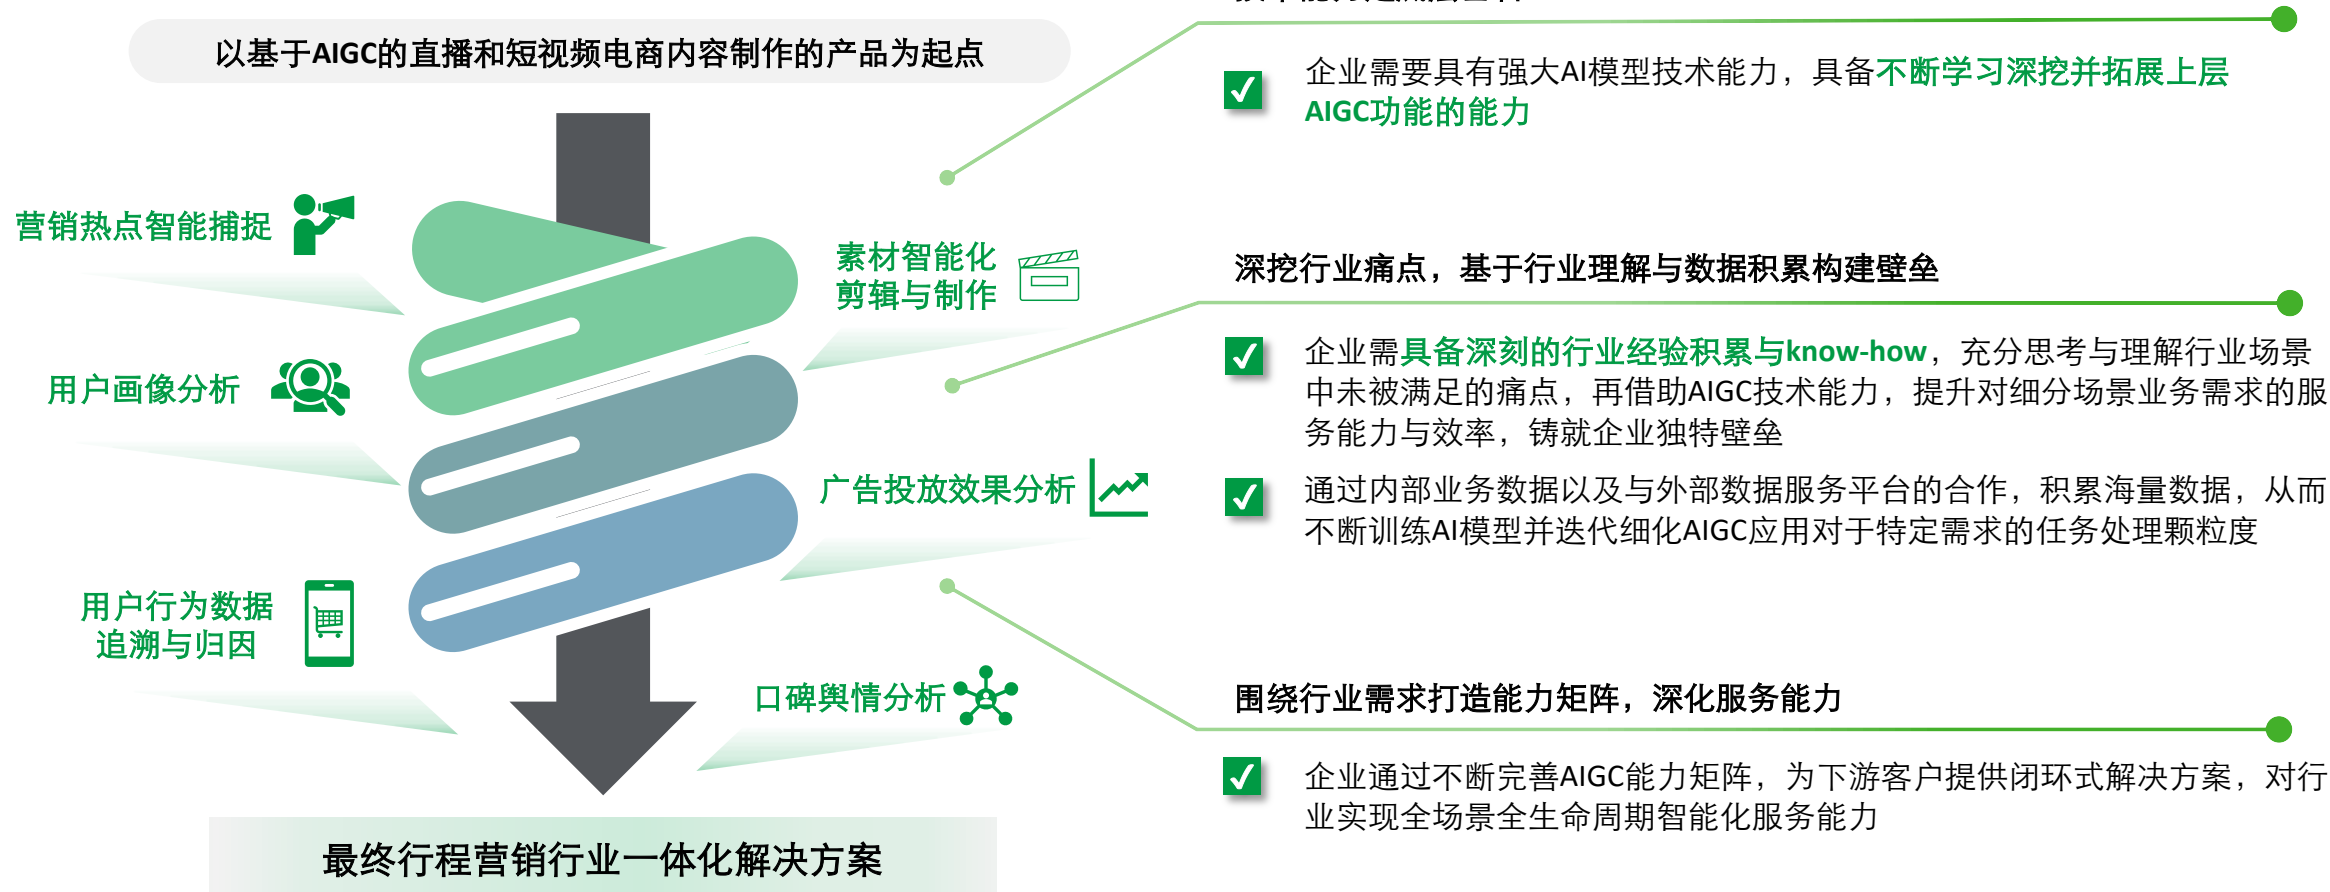 以基于AIGC的直播和短视频电商内容制作的产品为起点
营销热点智能捕捉
用户画像分析
用户行为数据
追溯与归因
素材智能化
剪辑与制作
广告投放效果分析
口碑舆情分析
最终行程营销行业一体化解决方案
企业需要具有强大AI模型技术能力，具备不断学习深挖并拓展上层
AIGC功能的能力
深挖行业痛点，基于行业理解与数据积累构建壁垒
企业需具备深刻的行业经验积累与know-how，充分思考与理解行业场景
中未被满足的痛点，再借助AIGC技术能力，提升对细分场景业务需求的服
务能力与效率，铸就企业独特壁垒
通过内部业务数据以及与外部数据服务平台的合作，积累海量数据，从而
不断训练AI模型并迭代细化AIGC应用对于特定需求的任务处理颗粒度
围绕行业需求打造能力矩阵，深化服务能力
企业通过不断完善AIGC能力矩阵，为下游客户提供闭环式解决方案，对行
业实现全场景全生命周期智能化服务能力